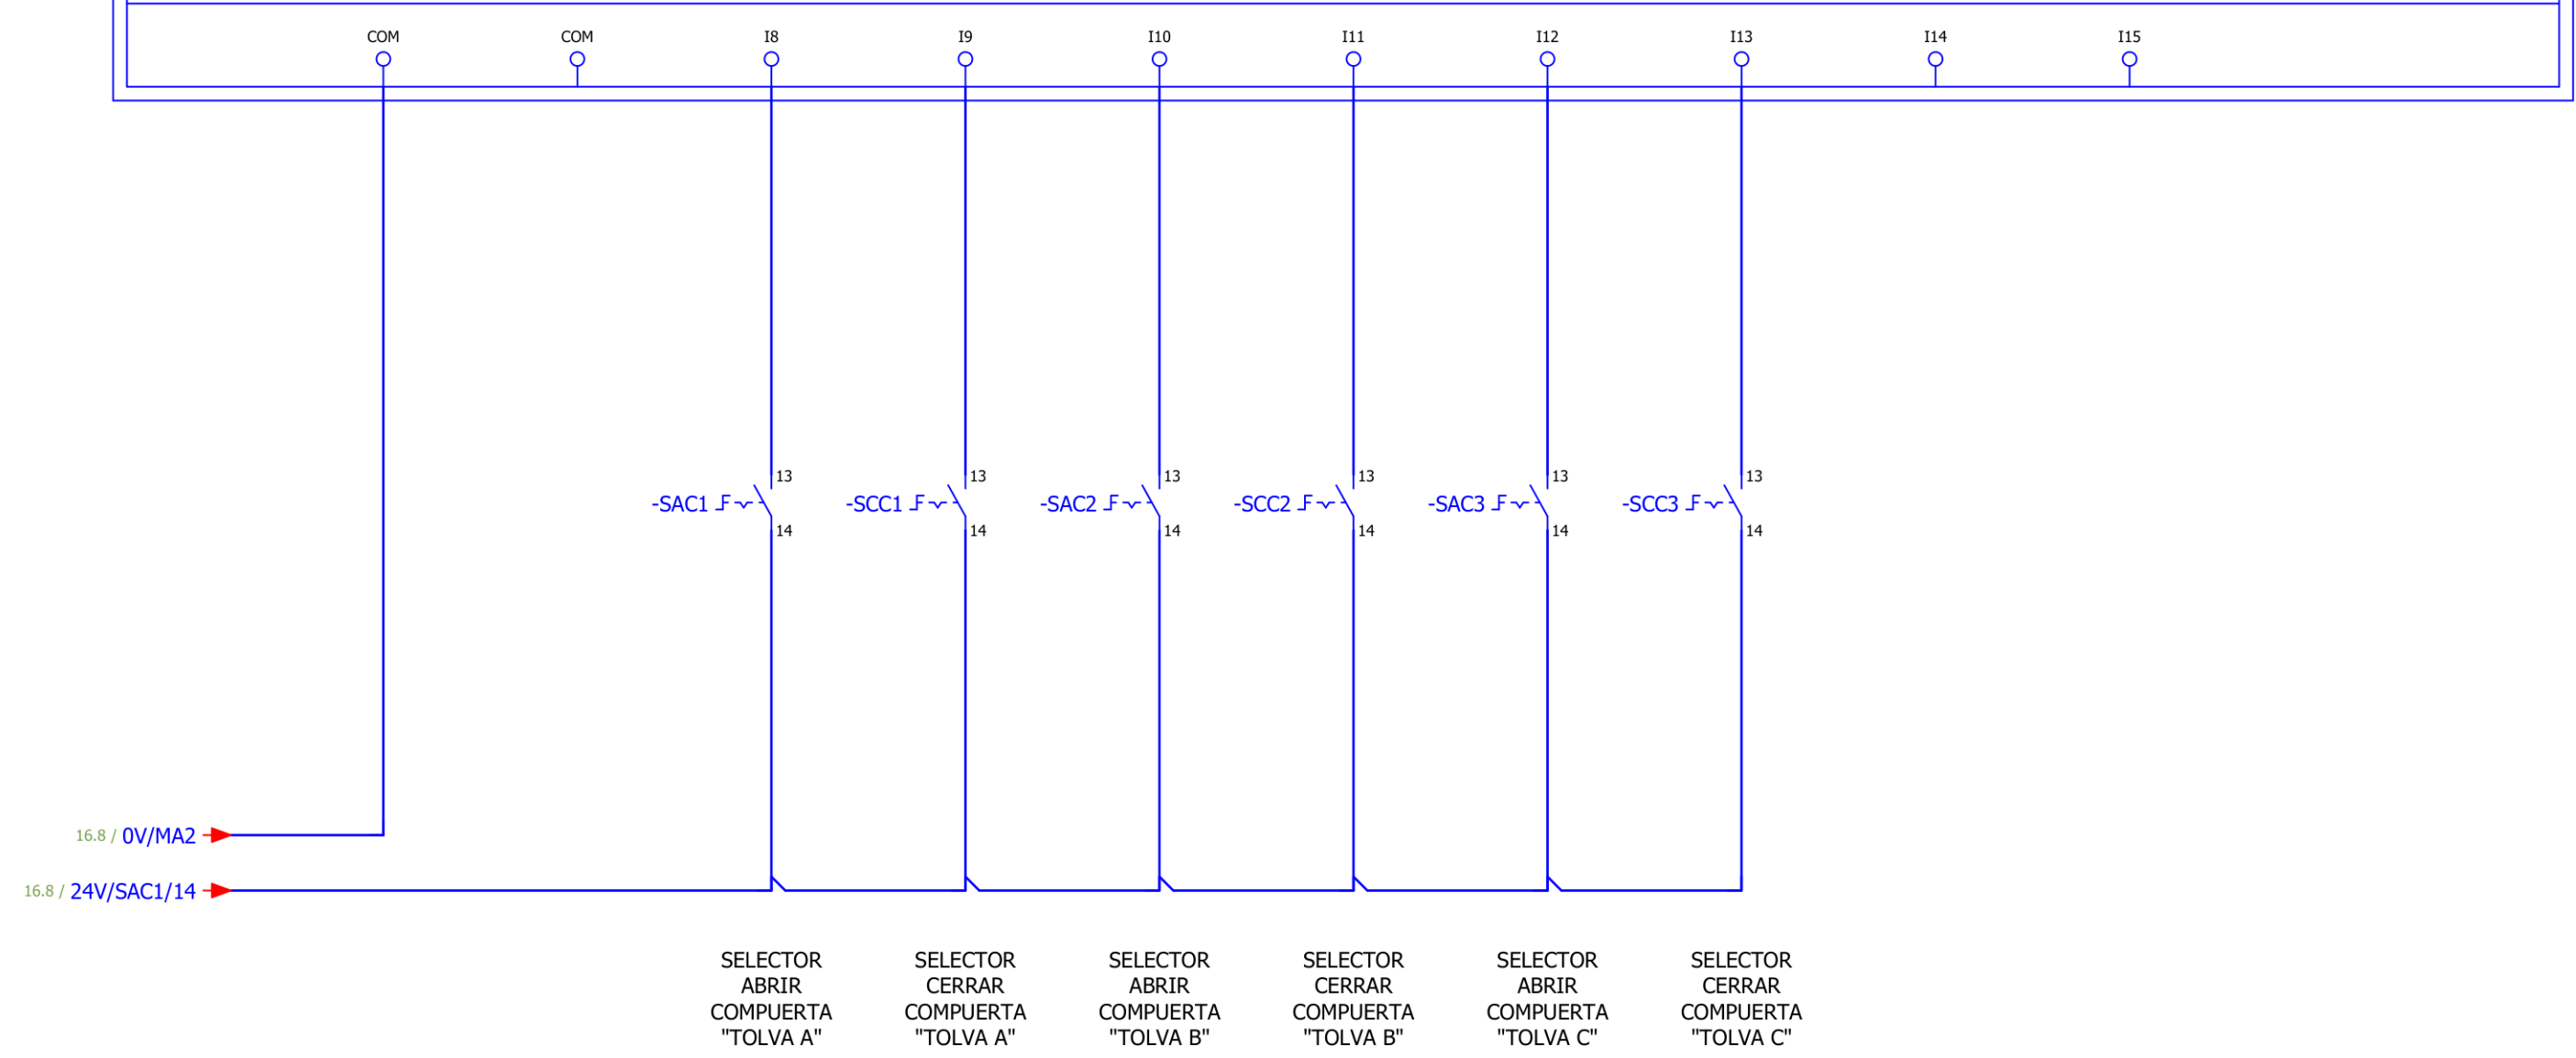 COM COM I8 I9 I10 I11 I12 I13 I14 I15
13 13 13 13 13 13
-SAC1 -SCC1 -SAC2 -SCC2 -SAC3 -SCC3
14 14 14 14 14 14
16.8 / 0V/MA2
16.8 / 24V/SAC1/14
SELECTOR
ABRIR
COMPUERTA
"TOLVA A"
SELECTOR
CERRAR
COMPUERTA
"TOLVA A"
SELECTOR
ABRIR
COMPUERTA
"TOLVA B"
SELECTOR
CERRAR
COMPUERTA
"TOLVA B"
SELECTOR
ABRIR
COMPUERTA
"TOLVA C"
SELECTOR
CERRAR
COMPUERTA
"TOLVA C"